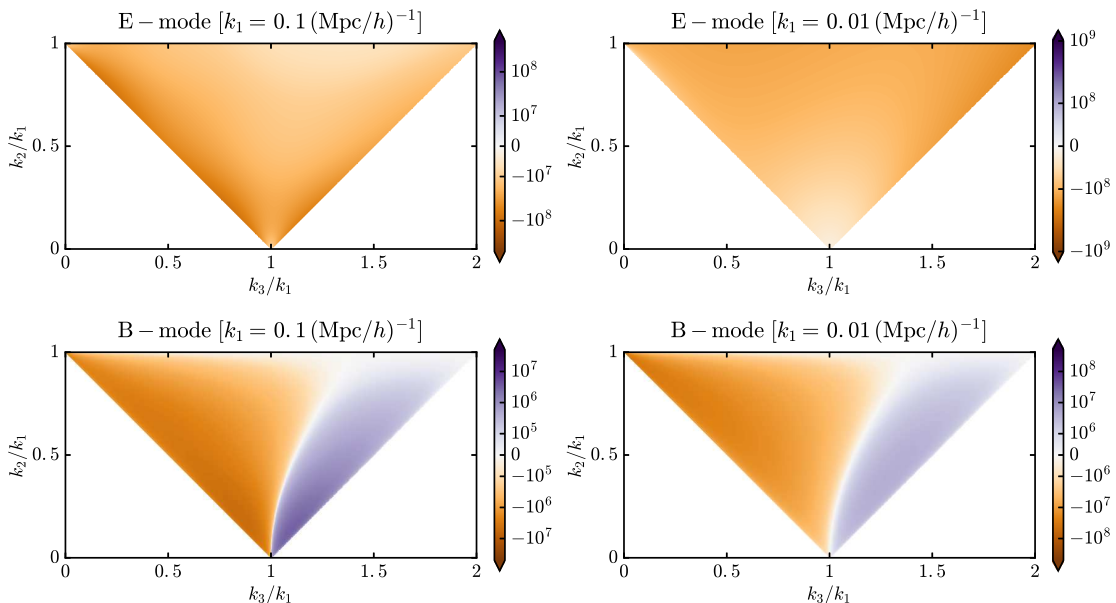 E − mode [k₁ = 0.1 (Mpc/h)⁻¹]
1
0.5
0
k₂/k₁
0 0.5 1 1.5 2
k₃/k₁
10⁸
10⁷
0
−10⁷
−10⁸
E − mode [k₁ = 0.01 (Mpc/h)⁻¹]
1
0.5
0
k₂/k₁
0 0.5 1 1.5 2
k₃/k₁
10⁹
10⁸
0
−10⁸
−10⁹
B − mode [k₁ = 0.1 (Mpc/h)⁻¹]
1
0.5
0
k₂/k₁
0 0.5 1 1.5 2
k₃/k₁
10⁷
10⁶
10⁵
0
−10⁵
−10⁶
−10⁷
B − mode [k₁ = 0.01 (Mpc/h)⁻¹]
1
0.5
0
k₂/k₁
0 0.5 1 1.5 2
k₃/k₁
10⁸
10⁷
10⁶
0
−10⁶
−10⁷
−10⁸